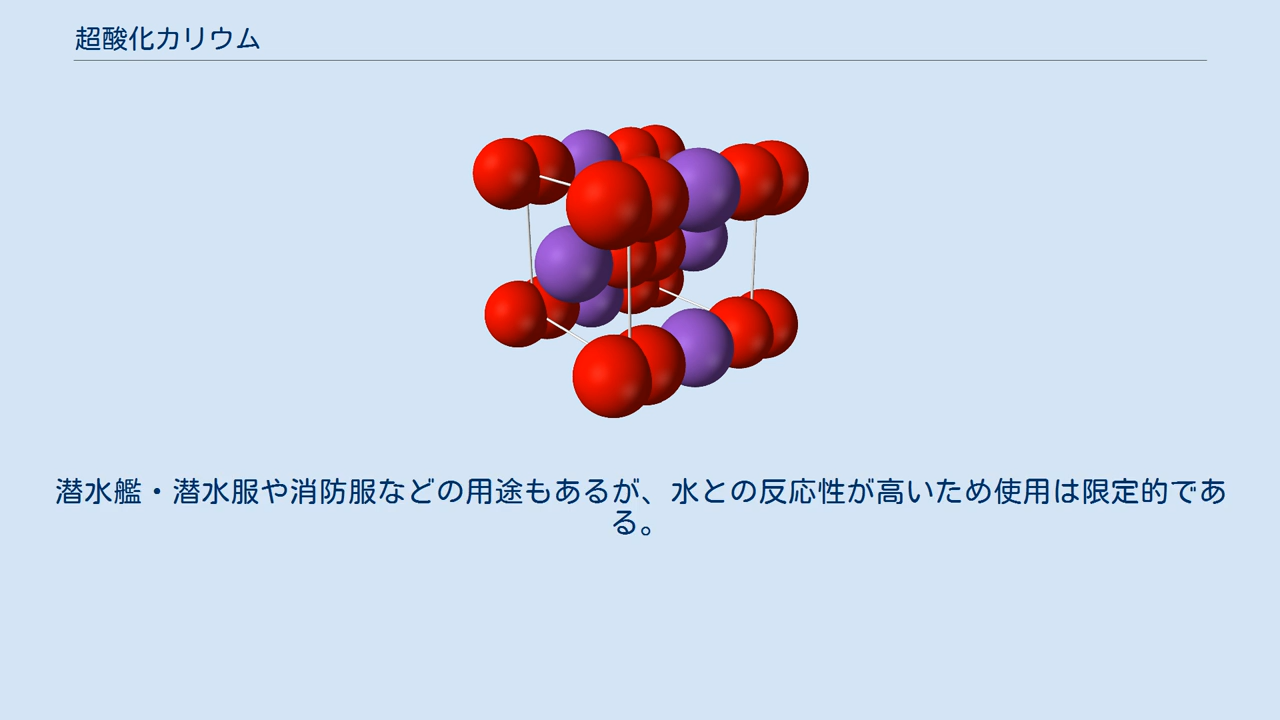 超酸化カリウム
潜水艦・潜水服や消防服などの用途もあるが、水との反応性が高いため使用は限定的であ
る。